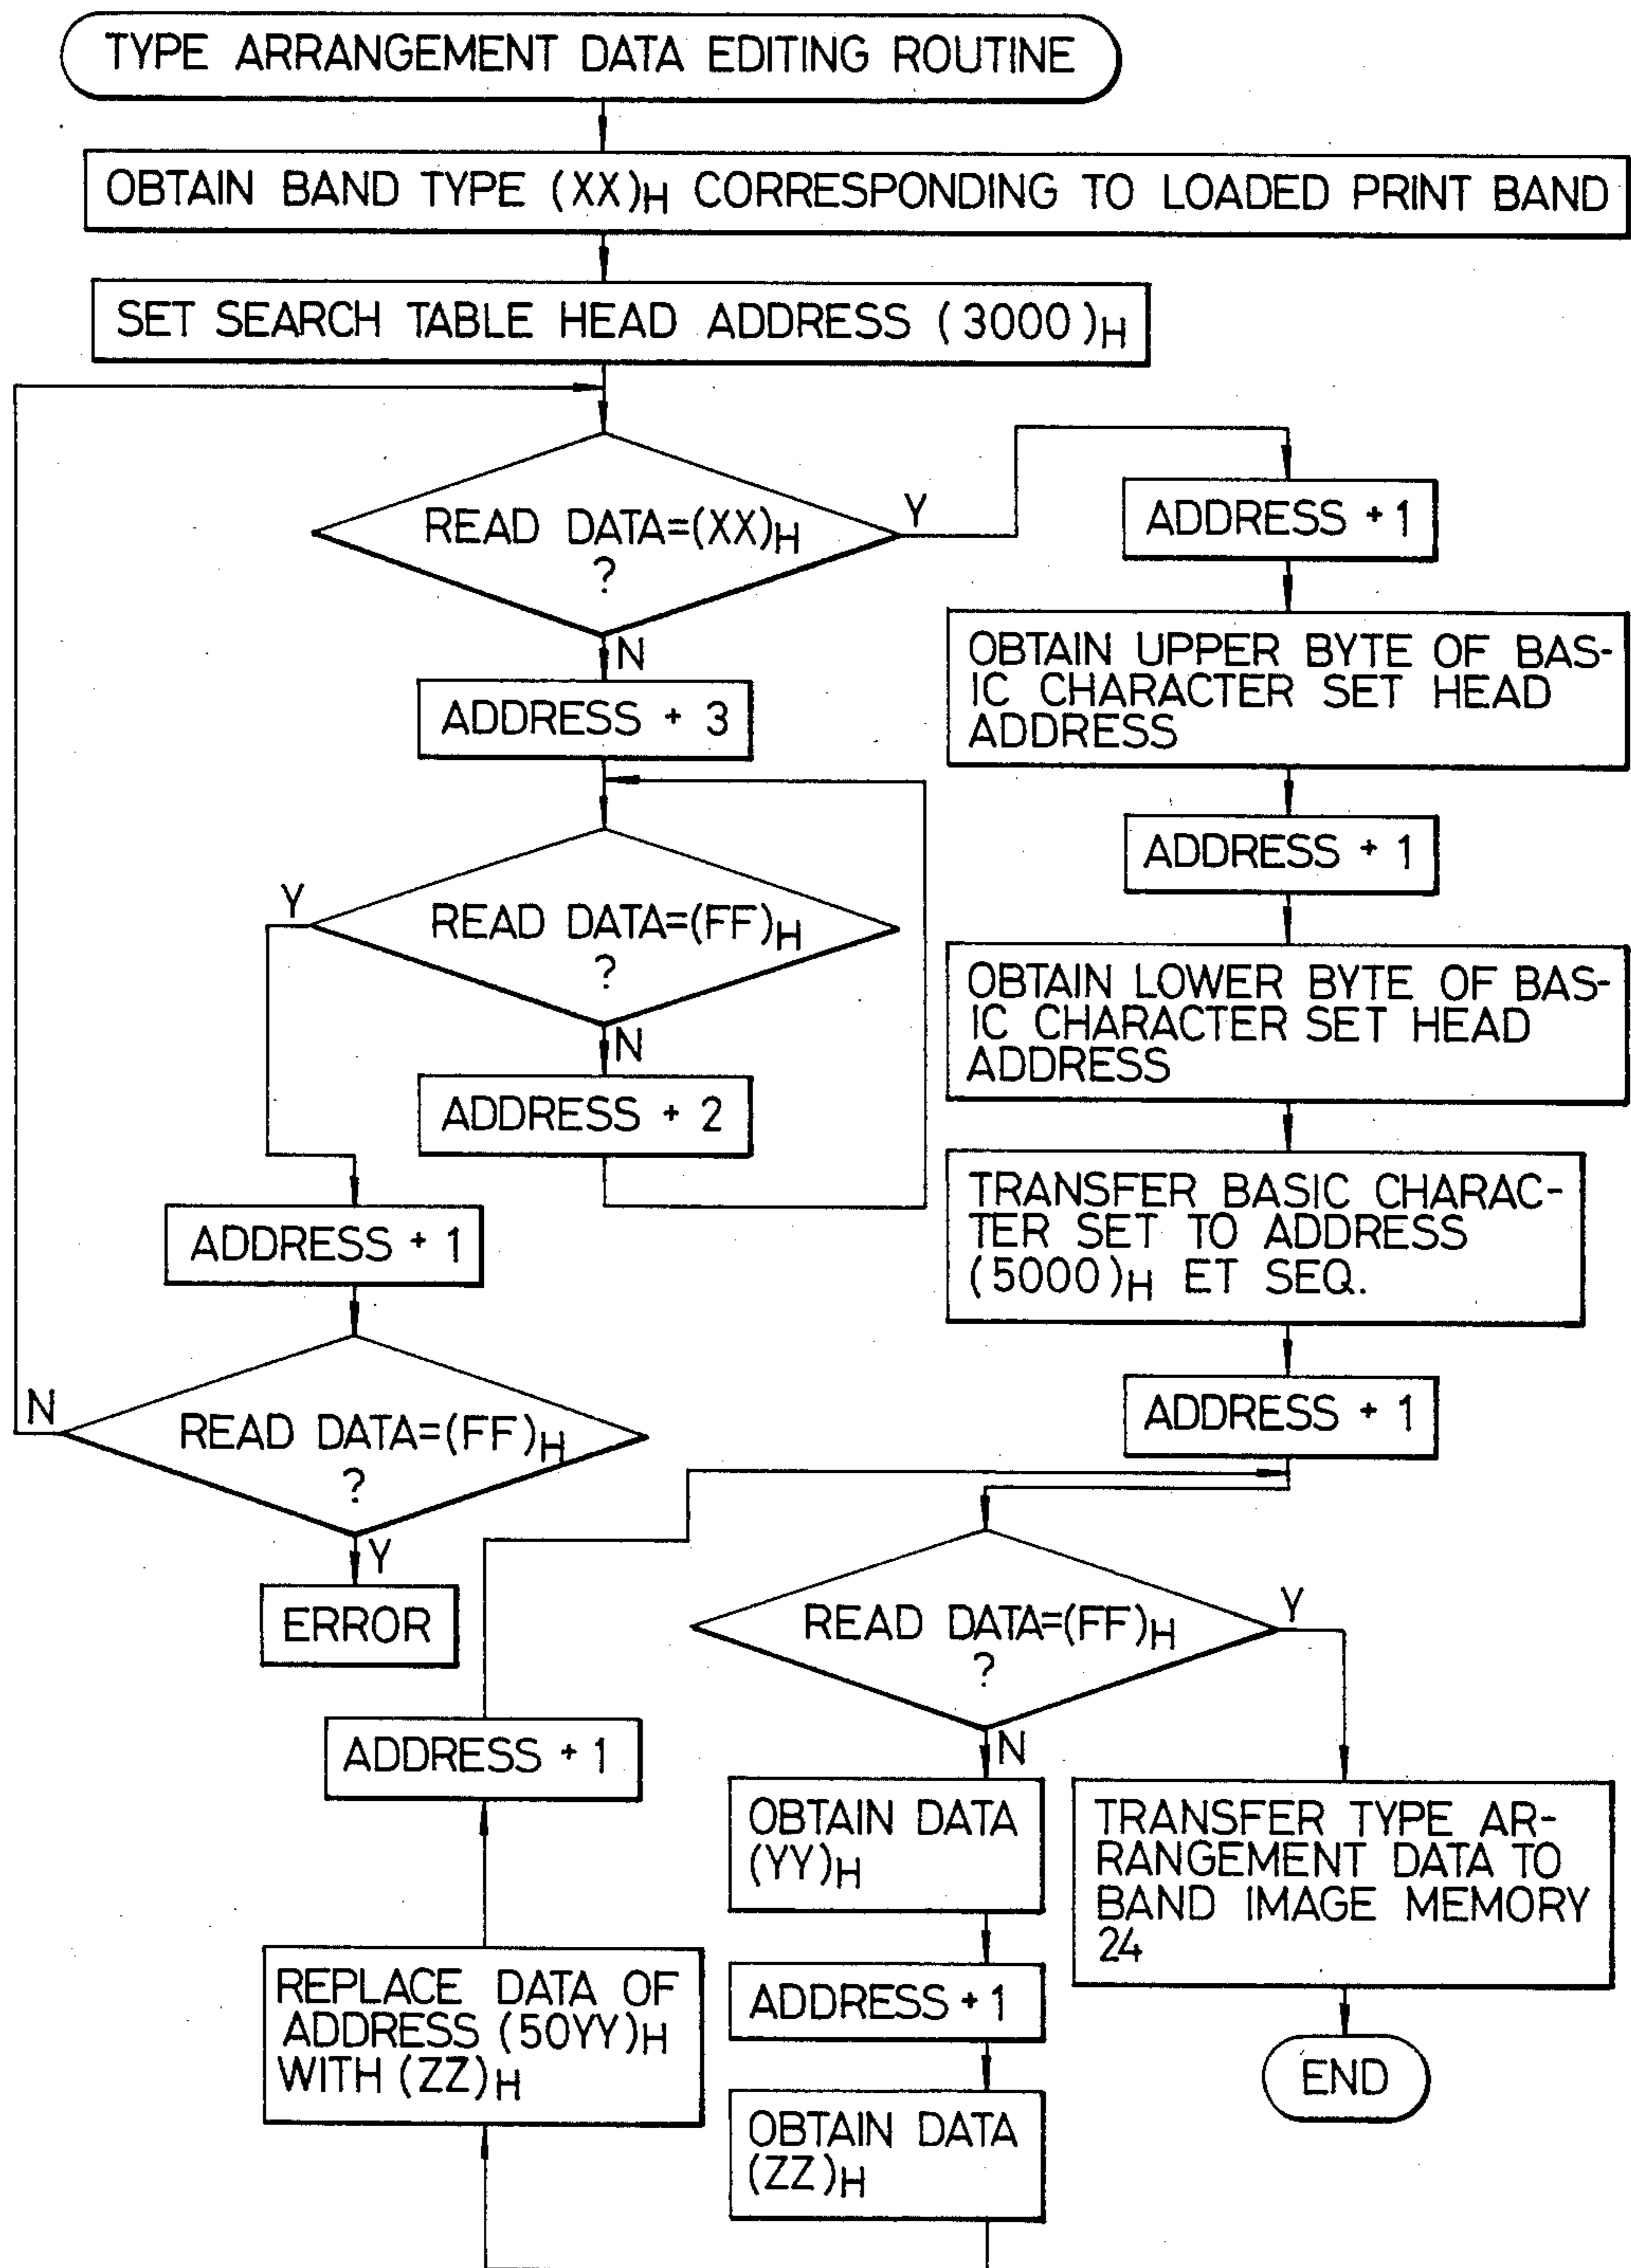 TYPE ARRANGEMENT DATA EDITING ROUTINE
OBTAIN BAND TYPE (XX)H CORRESPONDING TO LOADED PRINT BAND
SET SEARCH TABLE HEAD ADDRESS (3000)H
READ DATA=(XX)H
?
Y
N
ADDRESS + 3
READ DATA=(FF)H
?
Y
N
ADDRESS + 2
ADDRESS + 1
READ DATA=(FF)H
?
N
Y
ERROR
ADDRESS + 1
OBTAIN UPPER BYTE OF BAS-
IC CHARACTER SET HEAD
ADDRESS
ADDRESS + 1
OBTAIN LOWER BYTE OF BAS-
IC CHARACTER SET HEAD
ADDRESS
TRANSFER BASIC CHARAC-
TER SET TO ADDRESS
(5000)H ET SEQ.
ADDRESS + 1
READ DATA=(FF)H
?
Y
N
OBTAIN DATA
(YY)H
ADDRESS + 1
OBTAIN DATA
(ZZ)H
REPLACE DATA OF
ADDRESS (50YY)H
WITH (ZZ)H
ADDRESS + 1
TRANSFER TYPE AR-
RANGEMENT DATA TO
BAND IMAGE MEMORY
24
END